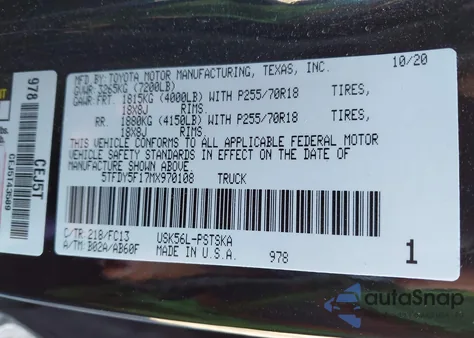 MFD. BY: TOYOTA MOTOR MANUFACTURING, TEXAS, INC. 10/20
GVWR: 3265KG (7200LB)
GAWR: FRT. 1815KG (4000LB) WITH P255/70R18 TIRES,
18X8J RIMS,
RR. 1880KG (4150LB) WITH P255/70R18 TIRES,
18X8J RIMS.
THIS VEHICLE CONFORMS TO ALL APPLICABLE FEDERAL MOTOR
VEHICLE SAFETY STANDARDS IN EFFECT ON THE DATE OF
MANUFACTURE SHOWN ABOVE.
5TFDY5F17MX970108 TRUCK
C/TR: 218/FC13 USK56L-PSTSKA
A/TM: B02A/AB60F MADE IN U.S.A. 978 1
978
CEJ5T
autoSnap